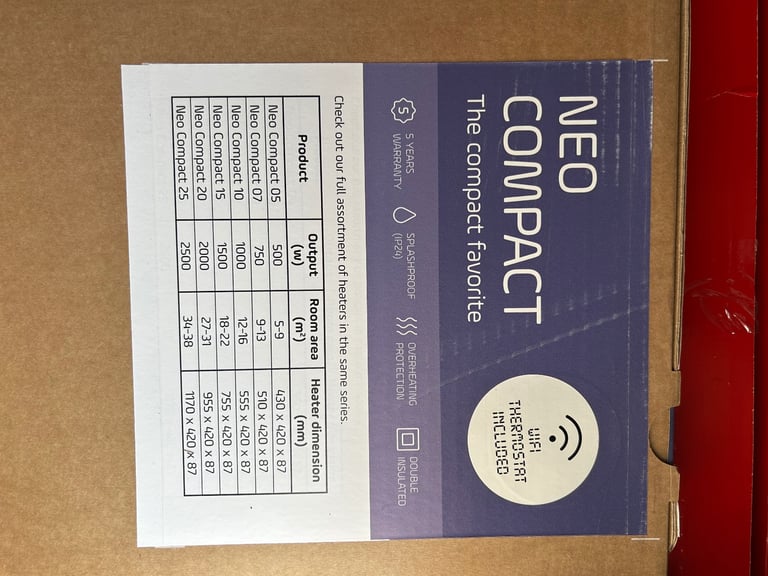 NEO
COMPACT
The compact favorite
WIFI
THERMOSTAT
INCLUDED
5
5 YEARS
WARRANTY
SPLASHPROOF
(IP24)
OVERHEATING
PROTECTION
DOUBLE
INSULATED
Check out our full assortment of heaters in the same series.
Product Output (W) Room area (m²) Heater dimension (mm)
Neo Compact 05 500 5-9 430 x 420 x 87
Neo Compact 07 750 9-13 510 x 420 x 87
Neo Compact 10 1000 12-16 555 x 420 x 87
Neo Compact 15 1500 18-22 755 x 420 x 87
Neo Compact 20 2000 27-31 955 x 420 x 87
Neo Compact 25 2500 34-38 1170 x 420 x 87